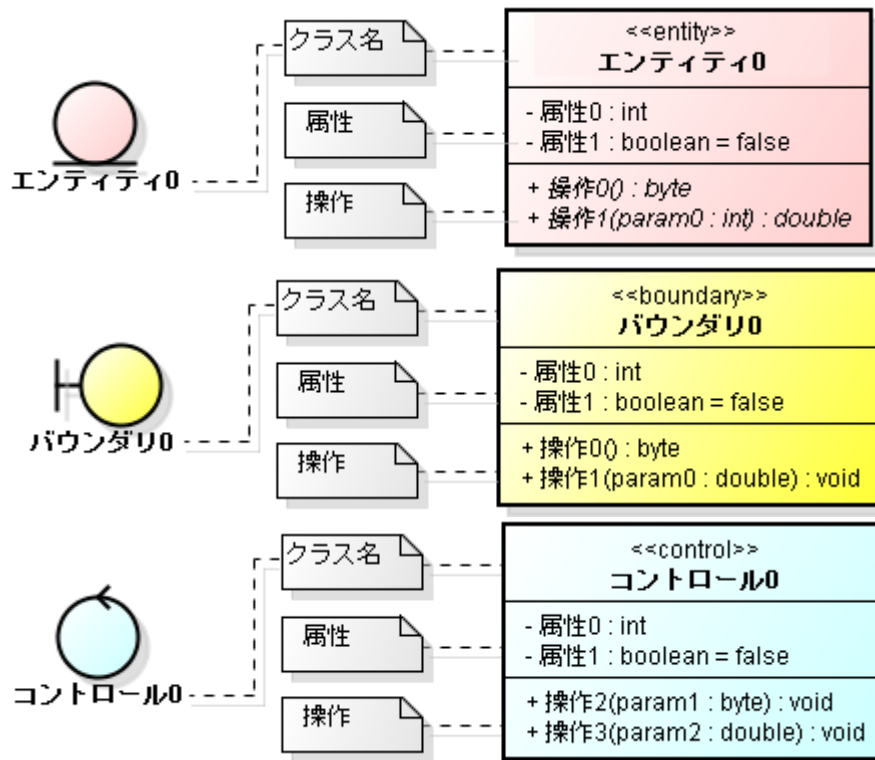 クラス名
<<entity>>
エンティティ0
属性
- 属性0 : int
- 属性1 : boolean = false
エンティティ0
操作
+ 操作0() : byte
+ 操作1(param0 : int) : double
クラス名
<<boundary>>
バウンダリ0
属性
- 属性0 : int
- 属性1 : boolean = false
バウンダリ0
操作
+ 操作0() : byte
+ 操作1(param0 : double) : void
クラス名
<<control>>
コントロール0
属性
- 属性0 : int
- 属性1 : boolean = false
コントロール0
操作
+ 操作2(param1 : byte) : void
+ 操作3(param2 : double) : void